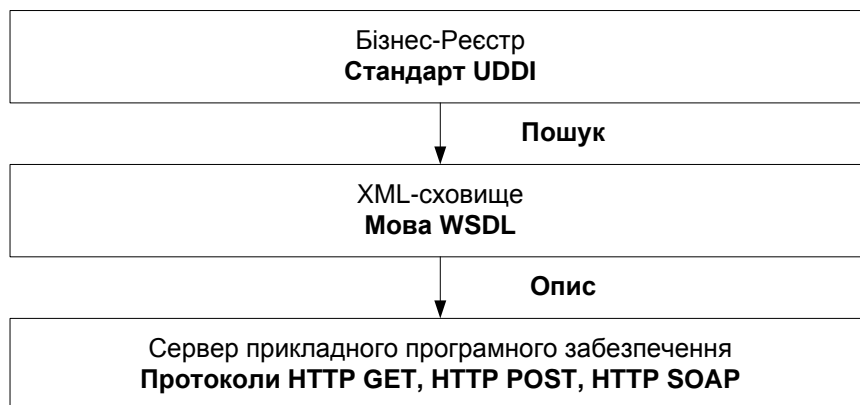 Бізнес-Реєстр
Стандарт UDDI
Пошук
XML-сховище
Мова WSDL
Опис
Сервер прикладного програмного забезпечення
Протоколи HTTP GET, HTTP POST, HTTP SOAP